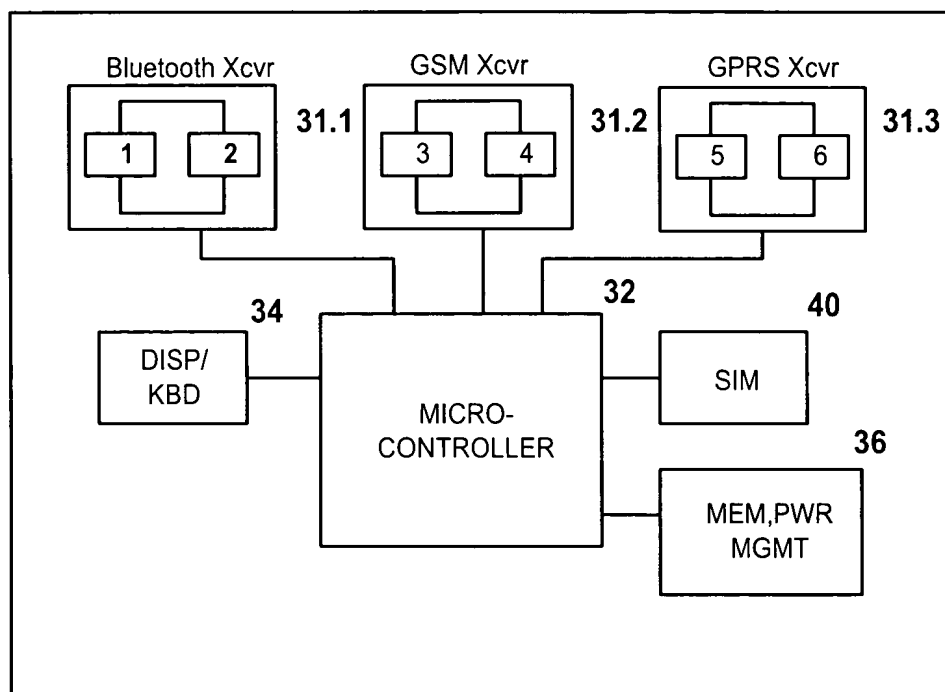 Bluetooth Xcvr
GSM Xcvr
GPRS Xcvr
31.1
31.2
31.3
1
2
3
4
5
6
34
32
40
DISP/
KBD
MICRO-
CONTROLLER
SIM
36
MEM,PWR
MGMT